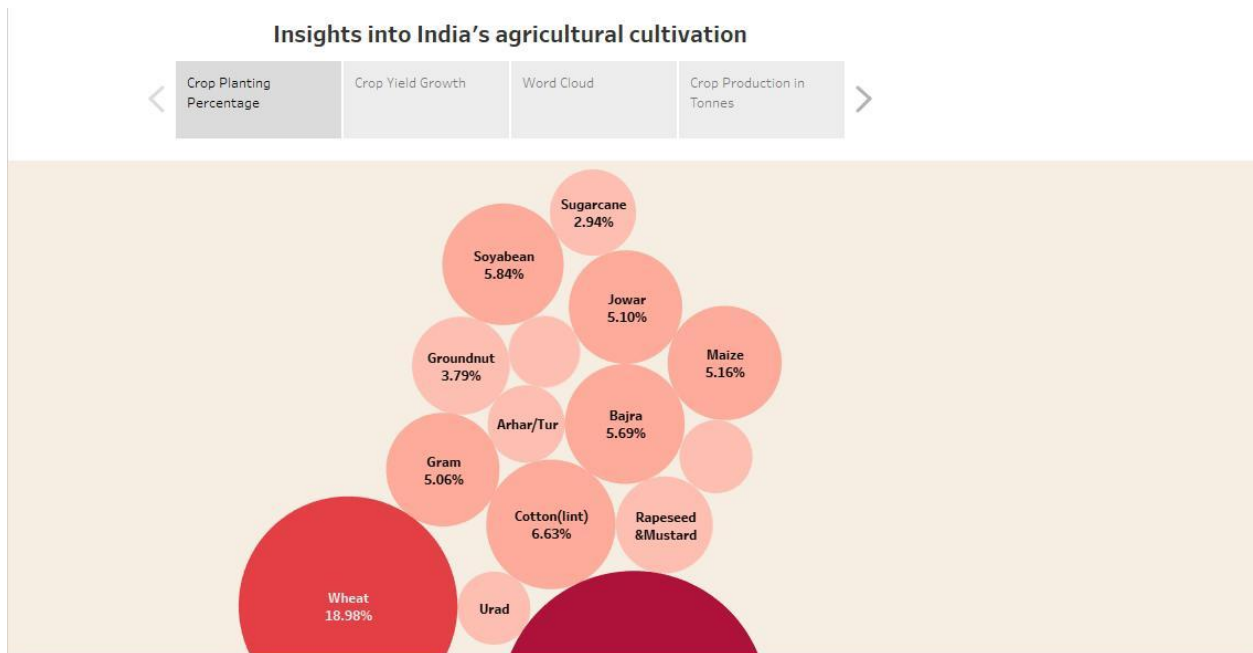 Insights into India's agricultural cultivation
Crop Planting
Percentage
Crop Yield Growth
Word Cloud
Crop Production in
Tonnes
Sugarcane
2.94%
Soyabean
5.84%
Jowar
5.10%
Groundnut
3.79%
Maize
5.16%
Arhar/Tur
Bajra
5.69%
Gram
5.06%
Cotton(lint)
6.63%
Rapeseed
&Mustard
Wheat
18.98%
Urad